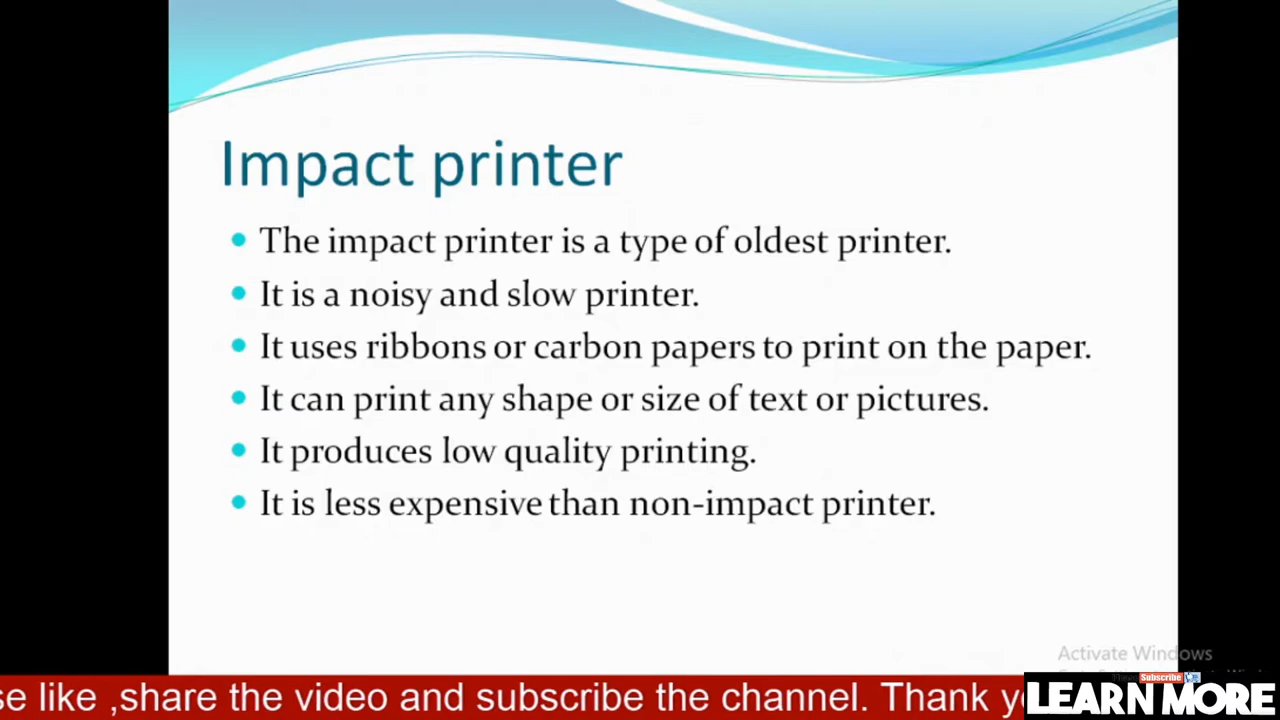 Impact printer
The impact printer is a type of oldest printer.
It is a noisy and slow printer.
It uses ribbons or carbon papers to print on the paper.
It can print any shape or size of text or pictures.
It produces low quality printing.
It is less expensive than non-impact printer.
Activate Windows
Subscribe
se like ,share the video and subscribe the channel. Thank yo
LEARN MORE